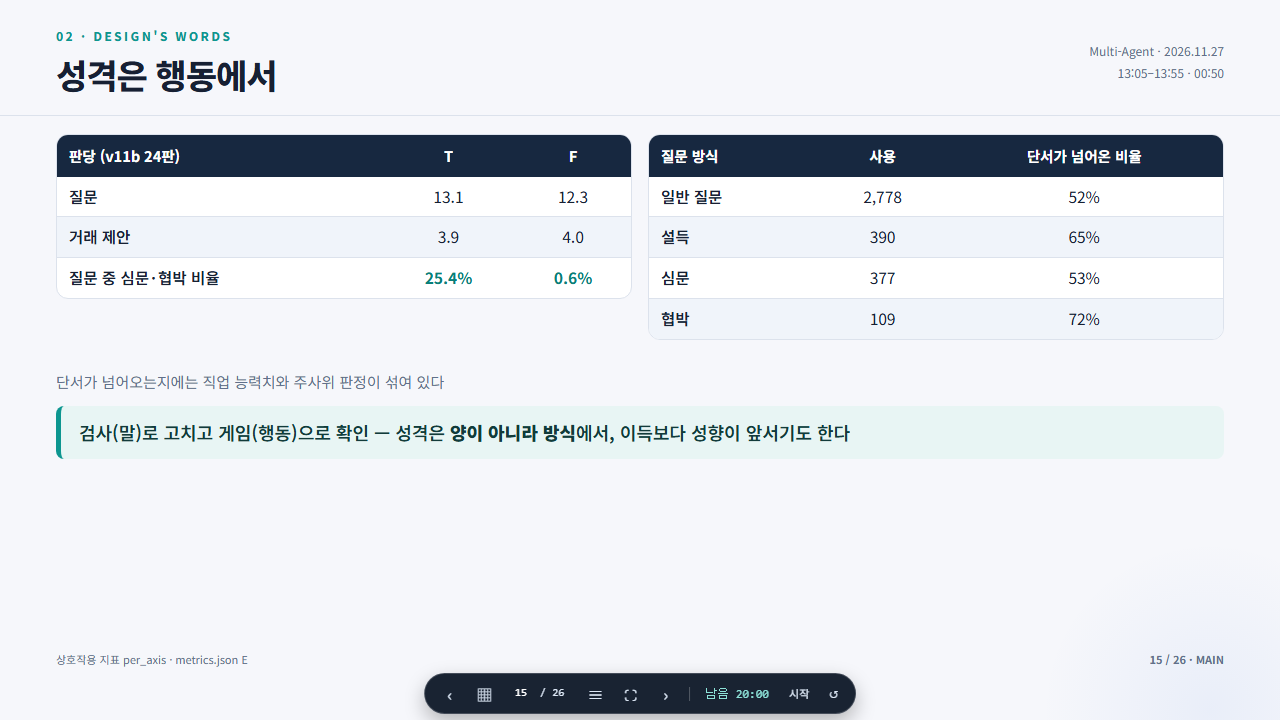 02 · DESIGN'S WORDS
성격은 행동에서
Multi-Agent · 2026.11.27
13:05–13:55 · 00:50
판당 (v11b 24판) T F
질문 13.1 12.3
거래 제안 3.9 4.0
질문 중 심문·협박 비율 25.4% 0.6%
질문 방식 사용 단서가 넘어온 비율
일반 질문 2,778 52%
설득 390 65%
심문 377 53%
협박 109 72%
단서가 넘어오는지에는 직업 능력치와 주사위 판정이 섞여 있다
검사(말)로 고치고 게임(행동)으로 확인 — 성격은 양이 아니라 방식에서, 이득보다 성향이 앞서기도 한다
상호작용 지표 per_axis · metrics.json E
15 / 26 · MAIN
‹ 15 / 26 › 남음 20:00 시작 ↺